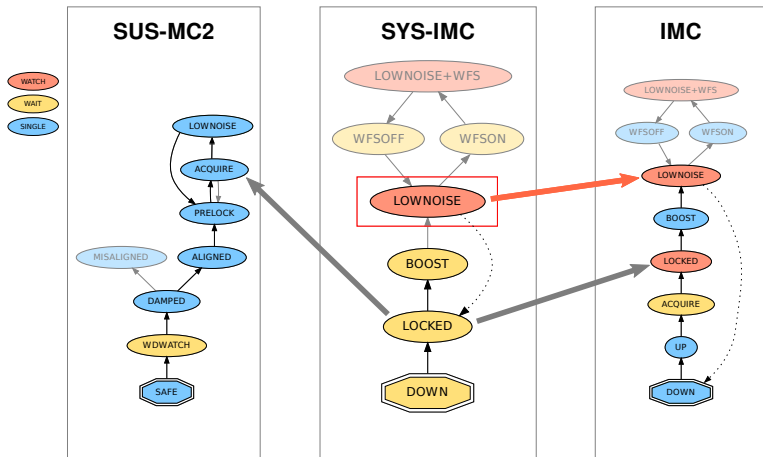 SUS-MC2
SYS-IMC
IMC
WATCH
WAIT
SINGLE
LOWNOISE
ACQUIRE
PRELOCK
MISALIGNED
ALIGNED
DAMPED
WDWATCH
SAFE
LOWNOISE+WFS
WFSOFF
WFSON
LOWNOISE
BOOST
LOCKED
DOWN
LOWNOISE+WFS
WFSOFF
WFSON
LOWNOISE
BOOST
LOCKED
ACQUIRE
UP
DOWN